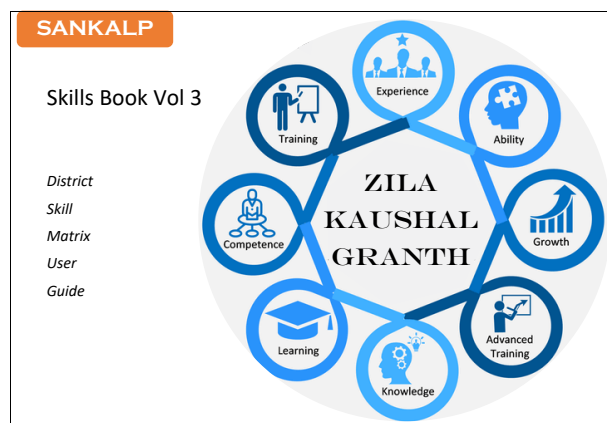 SANKALP
Skills Book Vol 3
District
Skill
Matrix
User
Guide
ZILA
KAUSHAL
GRANTH
Experience
Ability
Growth
Advanced
Training
Knowledge
Learning
Competence
Training